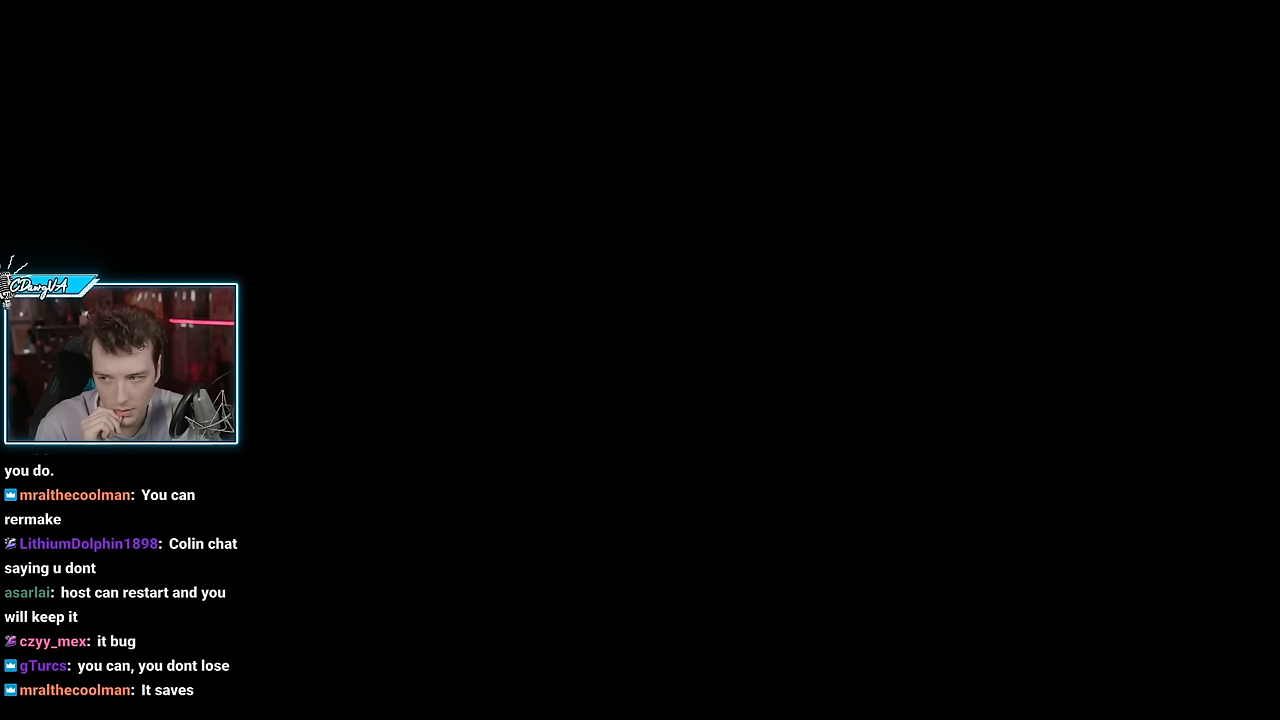 CDawgVA
you do.
mralthecoolman: You can
rermake
LithiumDolphin1898: Colin chat
saying u dont
asarlai: host can restart and you
will keep it
czyy_mex: it bug
gTurcs: you can, you dont lose
mralthecoolman: It saves